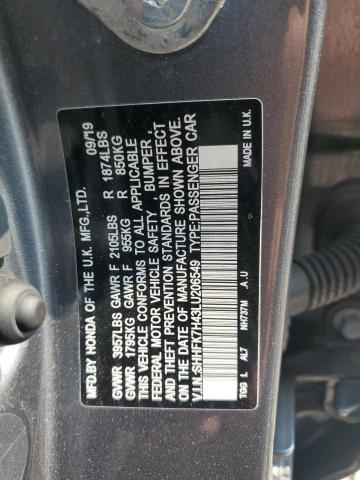 MFD.BY HONDA OF THE U.K. MFG.,LTD. 09/19
GVWR 3957LBS GAWR F 2105LBS R 1874LBS
GVWR 1795KG GAWR F 955KG R 850KG
THIS VEHICLE CONFORMS TO ALL APPLICABLE
FEDERAL MOTOR VEHICLE SAFETY, BUMPER,
AND THEFT PREVENTION STANDARDS IN EFFECT
ON THE DATE OF MANUFACTURE SHOWN ABOVE.
V.I.N.:SHHFK7H43LU206549 TYPE:PASSENGER CAR
TGG L AL7 NH737M .A.U MADE IN U.K.